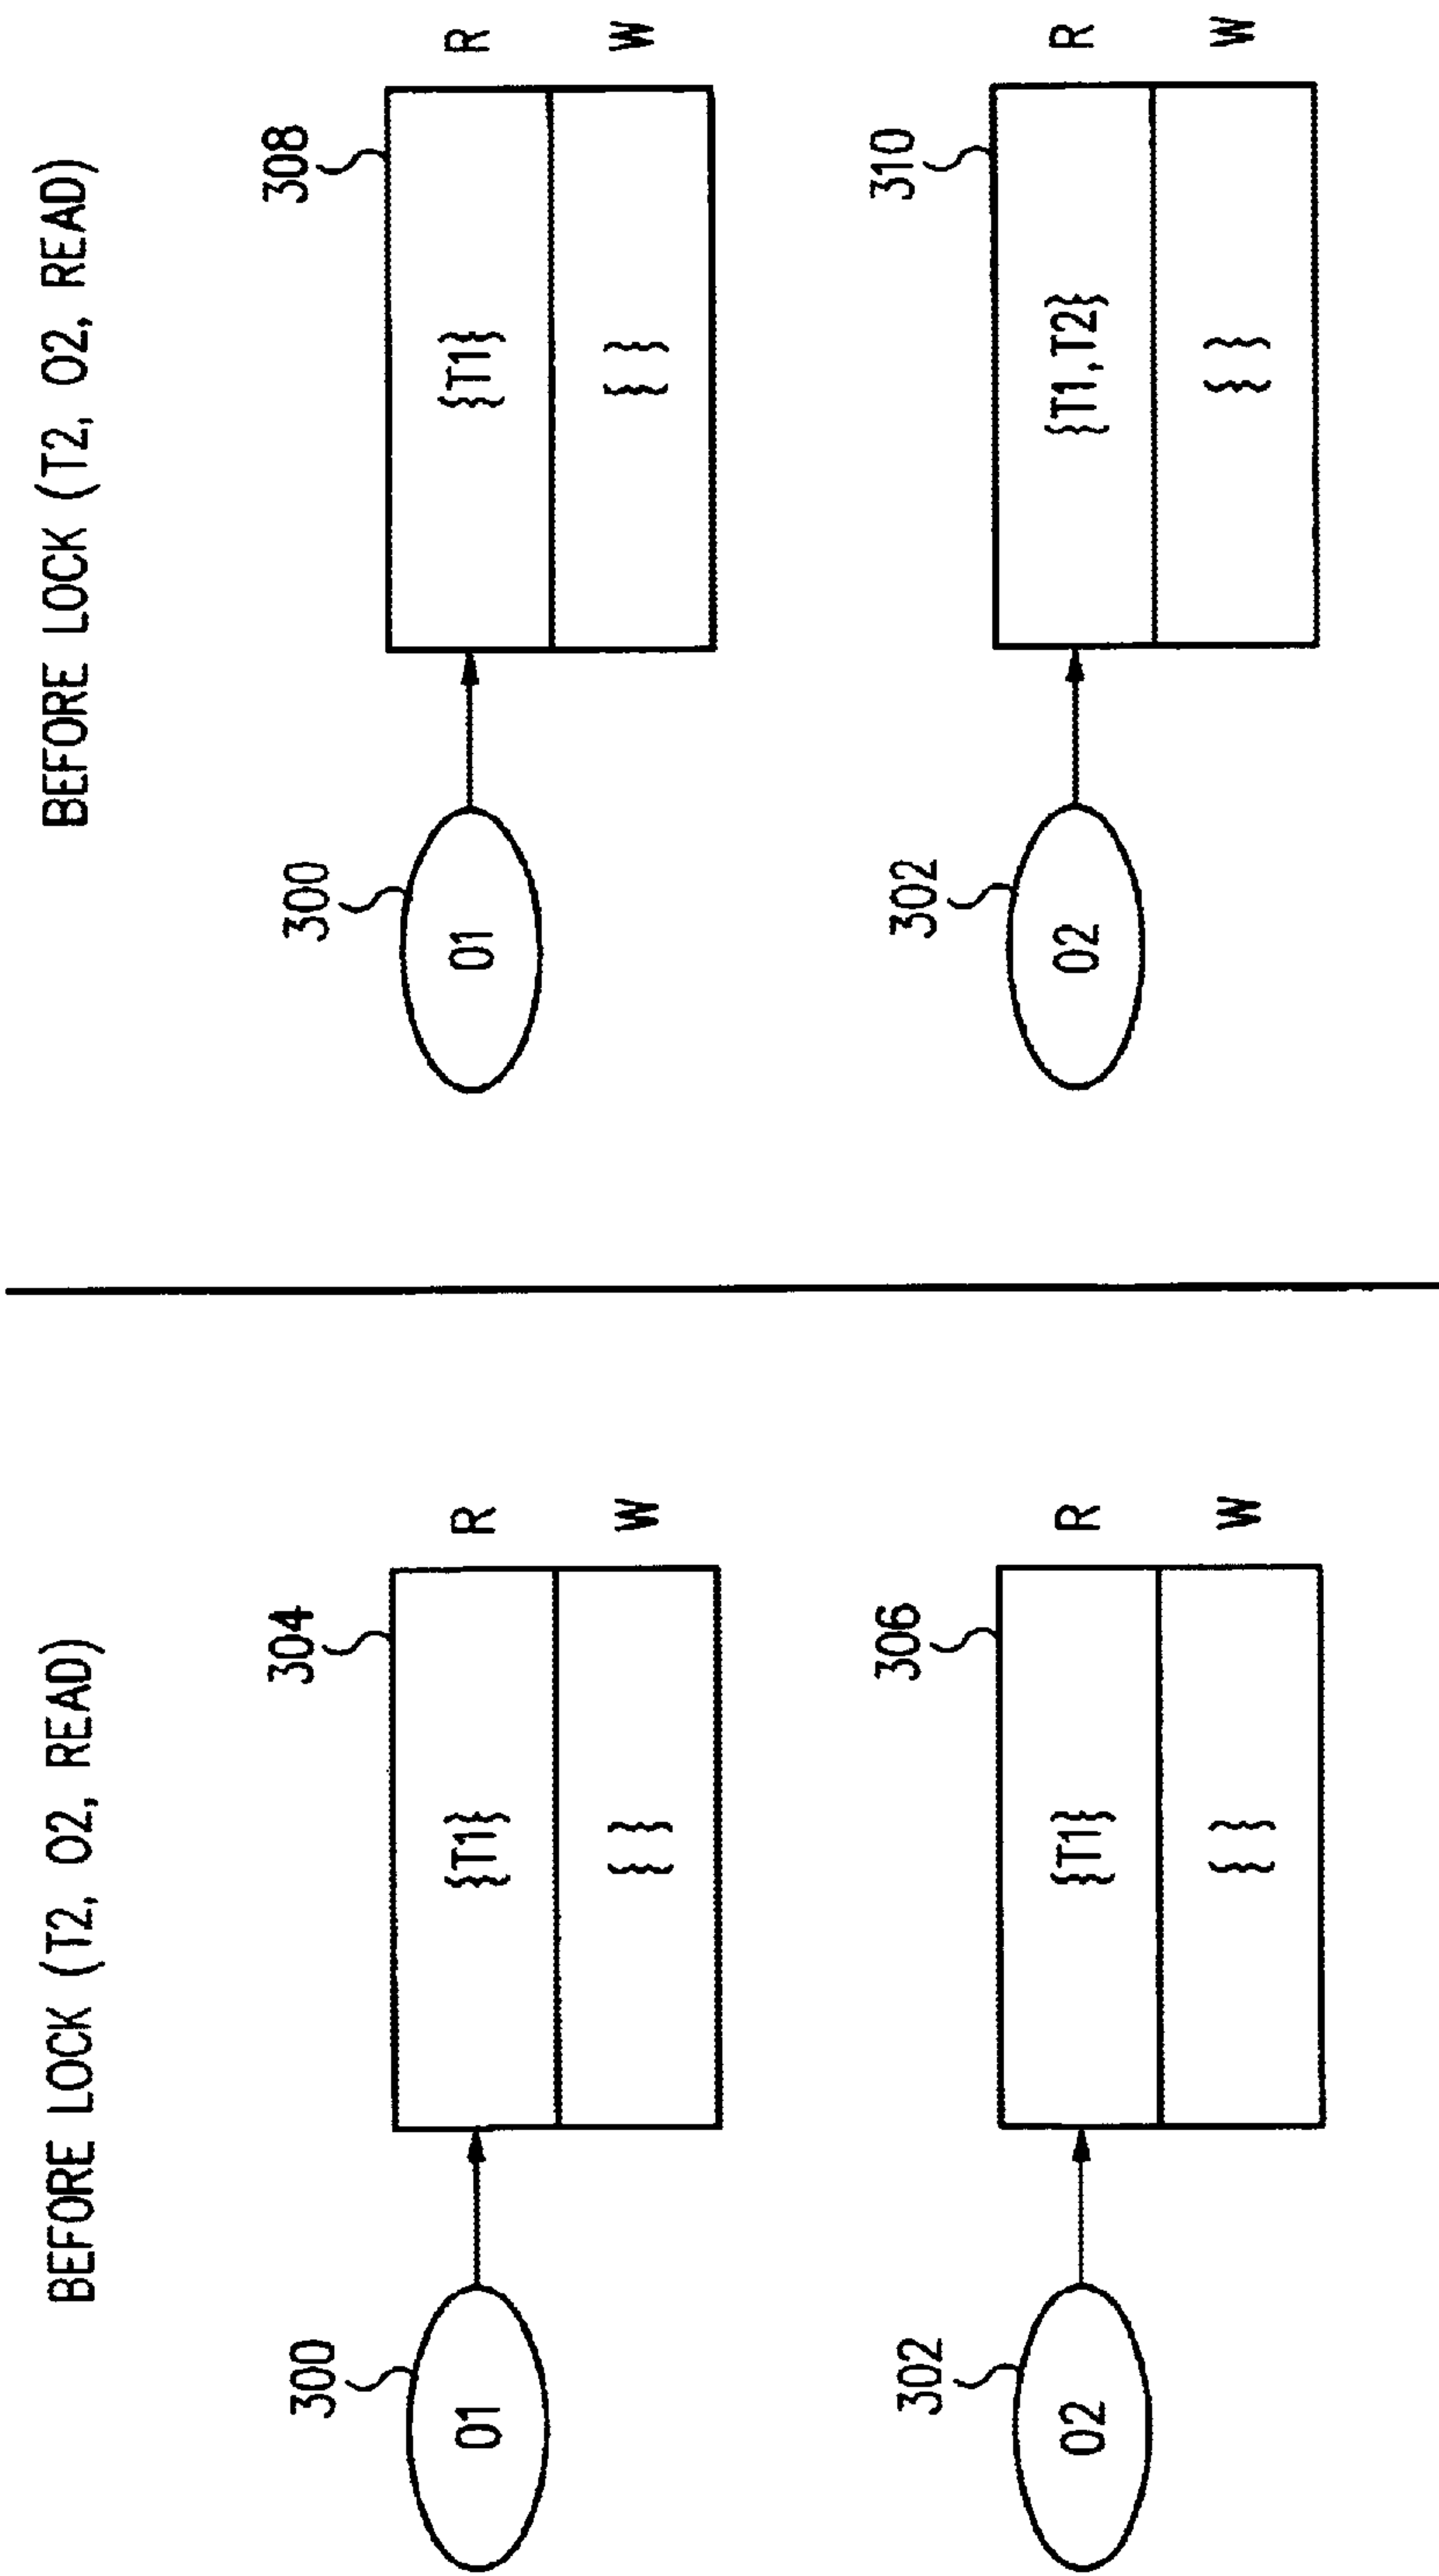 BEFORE LOCK (T2, O2, READ)
300
O1
304
{T1}
R
{ }
W
302
O2
306
{T1}
R
{ }
W
BEFORE LOCK (T2, O2, READ)
300
O1
308
{T1}
R
{ }
W
302
O2
310
{T1,T2}
R
{ }
W